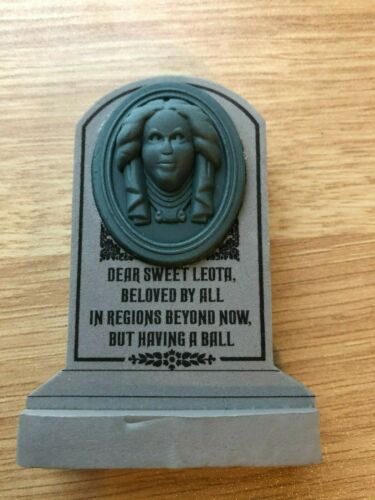 DEAR SWEET LEOTA,
BELOVED BY ALL
IN REGIONS BEYOND NOW,
BUT HAVING A BALL